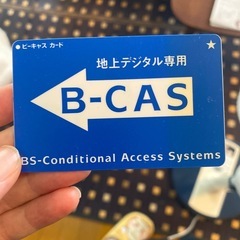 ● ビーキャス カード ★
地上デジタル専用
B-CAS
BS-Conditional Access Systems